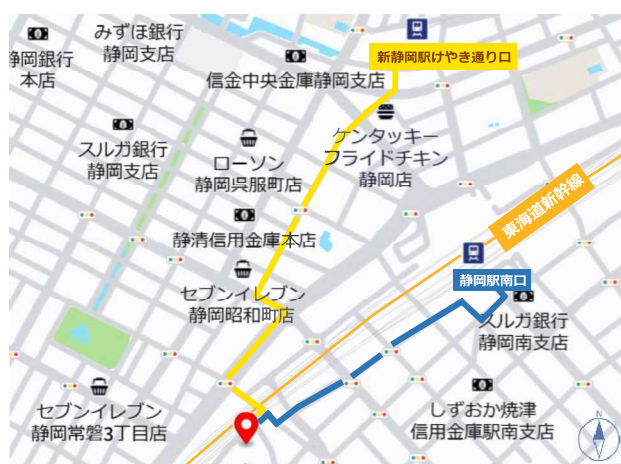 みずほ銀行
静岡支店
静岡銀行
本店
新静岡駅けやき通り口
信金中央金庫静岡支店
ケンタッキー
フライドチキン
静岡店
スルガ銀行
静岡支店
ローソン
静岡呉服町店
東海道新幹線
静清信用金庫本店
静岡駅南口
セブンイレブン
静岡昭和町店
スルガ銀行
静岡南支店
セブンイレブン
静岡常磐3丁目店
しずおか焼津
信用金庫駅南支店
N